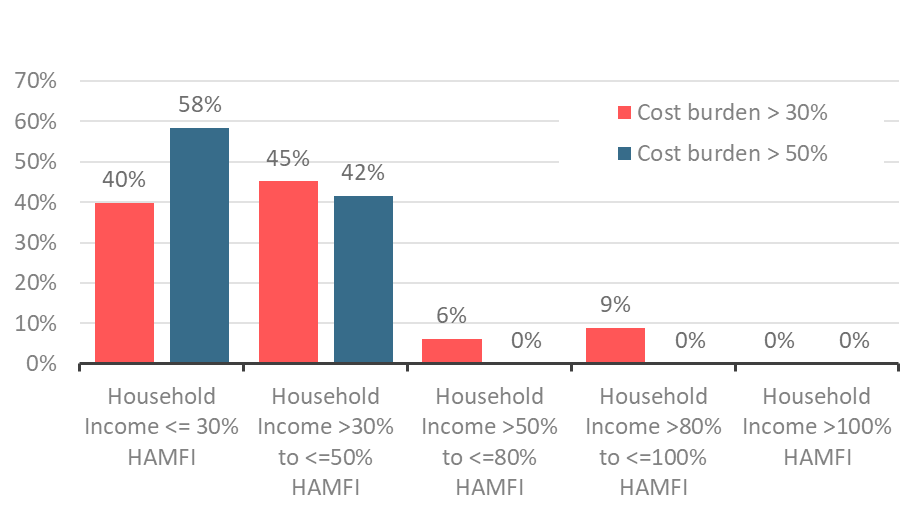 70%
60%
50%
40%
30%
20%
10%
0%
58%
40%
45%
42%
6%
0%
9%
0%
0%
0%
Cost burden > 30%
Cost burden > 50%
Household
Income <= 30%
HAMFI
Household
Income >30%
to <=50%
HAMFI
Household
Income >50%
to <=80%
HAMFI
Household
Income >80%
to <=100%
HAMFI
Household
Income >100%
HAMFI